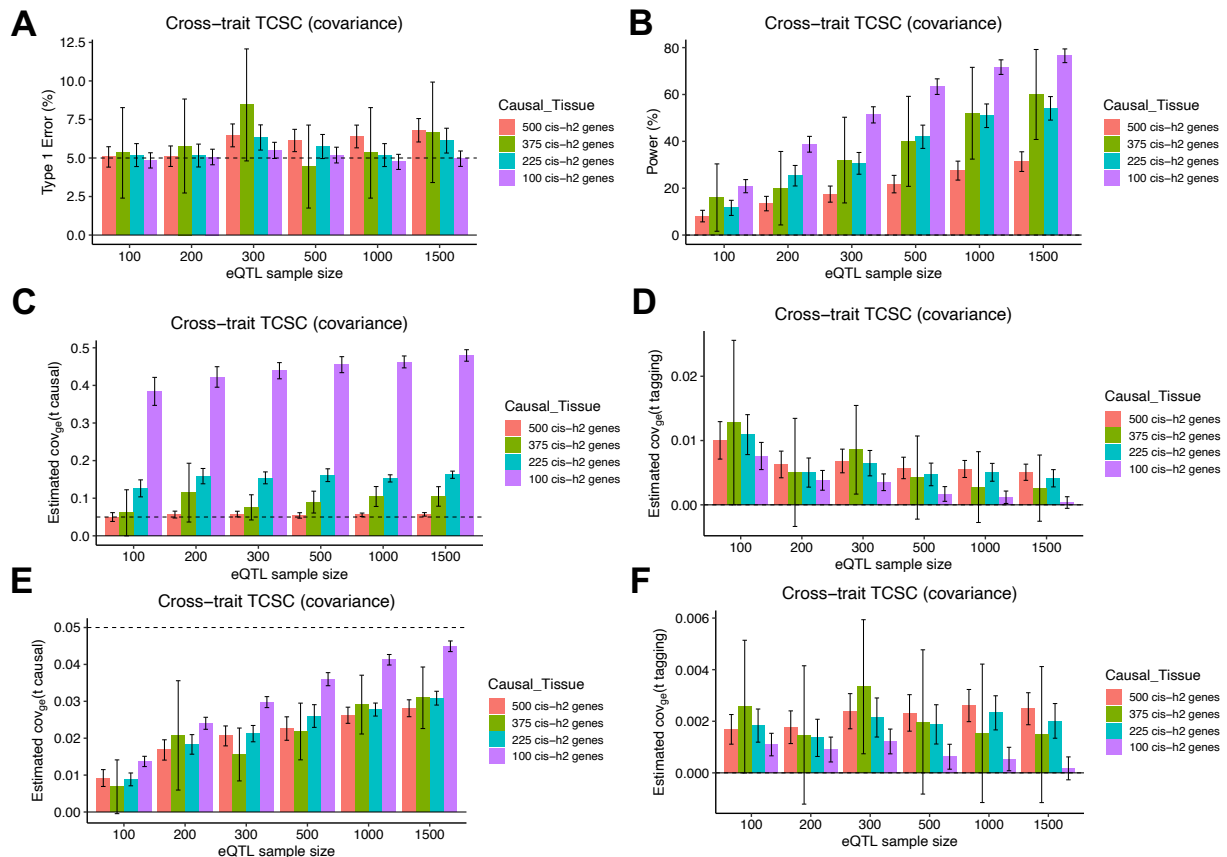 A
Cross−trait TCSC (covariance)
Type 1 Error (%)
12.5
10.0
7.5
5.0
2.5
0.0
100 200 300 500 1000 1500
eQTL sample size
Causal_Tissue
500 cis−h2 genes
375 cis−h2 genes
225 cis−h2 genes
100 cis−h2 genes
B
Cross−trait TCSC (covariance)
Power (%)
80
60
40
20
0
100 200 300 500 1000 1500
eQTL sample size
Causal_Tissue
500 cis−h2 genes
375 cis−h2 genes
225 cis−h2 genes
100 cis−h2 genes
C
Cross−trait TCSC (covariance)
Estimated covge(t causal)
0.5
0.4
0.3
0.2
0.1
0.0
100 200 300 500 1000 1500
eQTL sample size
Causal_Tissue
500 cis−h2 genes
375 cis−h2 genes
225 cis−h2 genes
100 cis−h2 genes
D
Cross−trait TCSC (covariance)
Estimated covge(t tagging)
0.02
0.01
0.00
100 200 300 500 1000 1500
eQTL sample size
Causal_Tissue
500 cis−h2 genes
375 cis−h2 genes
225 cis−h2 genes
100 cis−h2 genes
E
Cross−trait TCSC (covariance)
Estimated covge(t causal)
0.05
0.04
0.03
0.02
0.01
0.00
100 200 300 500 1000 1500
eQTL sample size
Causal_Tissue
500 cis−h2 genes
375 cis−h2 genes
225 cis−h2 genes
100 cis−h2 genes
F
Cross−trait TCSC (covariance)
Estimated covge(t tagging)
0.006
0.004
0.002
0.000
100 200 300 500 1000 1500
eQTL sample size
Causal_Tissue
500 cis−h2 genes
375 cis−h2 genes
225 cis−h2 genes
100 cis−h2 genes